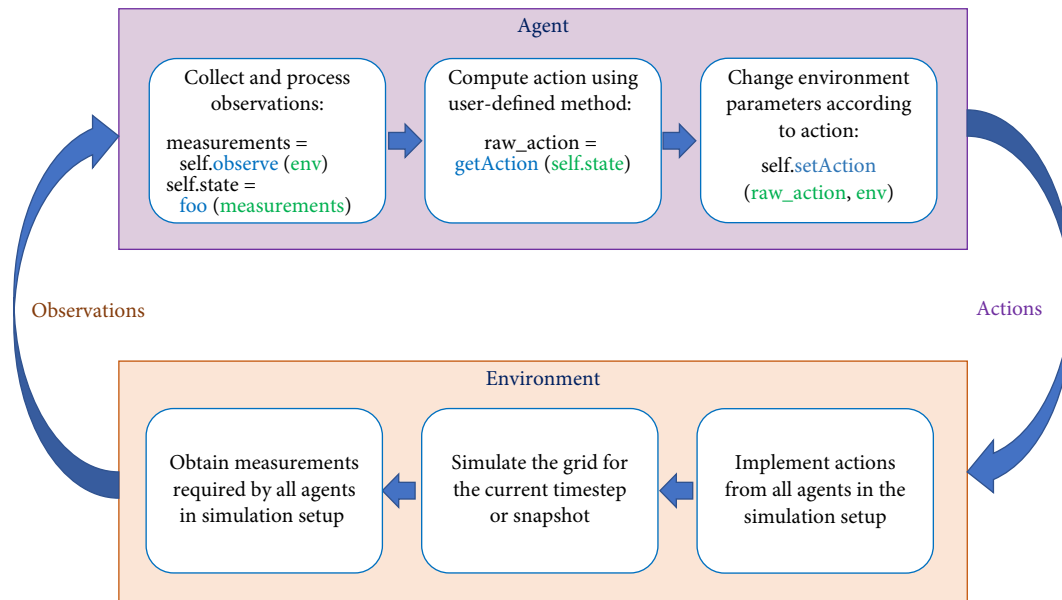 Agent
Collect and process
observations:
measurements =
self.observe (env)
self.state =
foo (measurements)
Compute action using
user-defined method:
raw_action =
getAction (self.state)
Change environment
parameters according
to action:
self.setAction
(raw_action, env)
Observations
Actions
Environment
Obtain measurements
required by all agents
in simulation setup
Simulate the grid for
the current timestep
or snapshot
Implement actions
from all agents in the
simulation setup